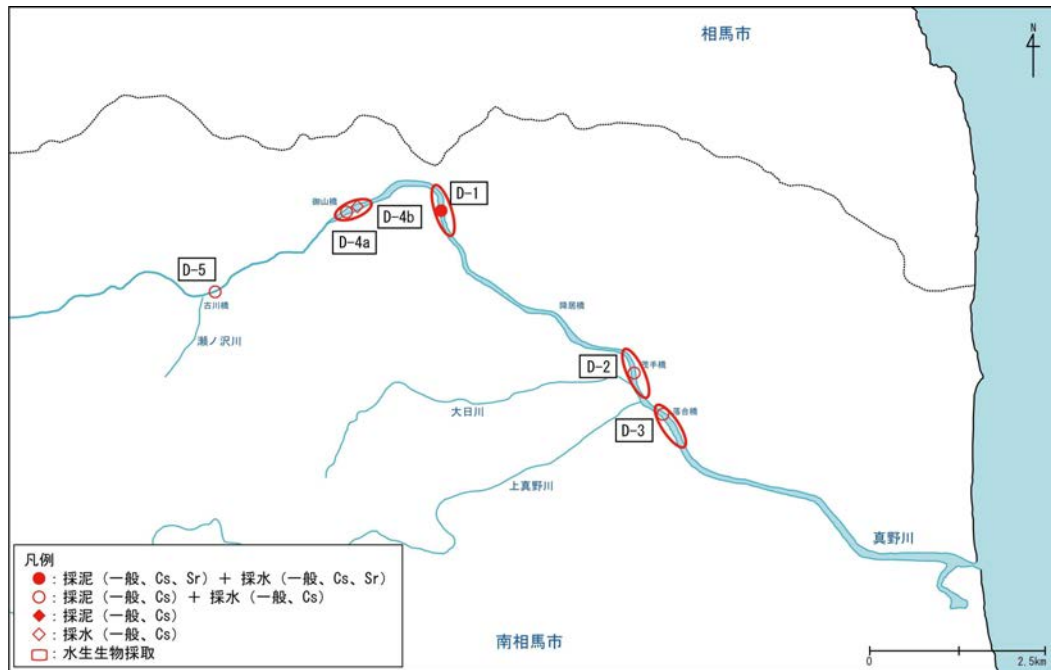 相馬市
N
4
御山橋
D-1
D-4b
D-4a
D-5
古川橋
瀬ノ沢川
降居橋
D-2
大日川
落合橋
D-3
上真野川
真野川
凡例
：採泥（一般、Cs、Sr）＋ 採水（一般、Cs、Sr）
：採泥（一般、Cs）＋ 採水（一般、Cs）
：採泥（一般、Cs）
：採水（一般、Cs）
：水生生物採取
南相馬市
0
2.5km